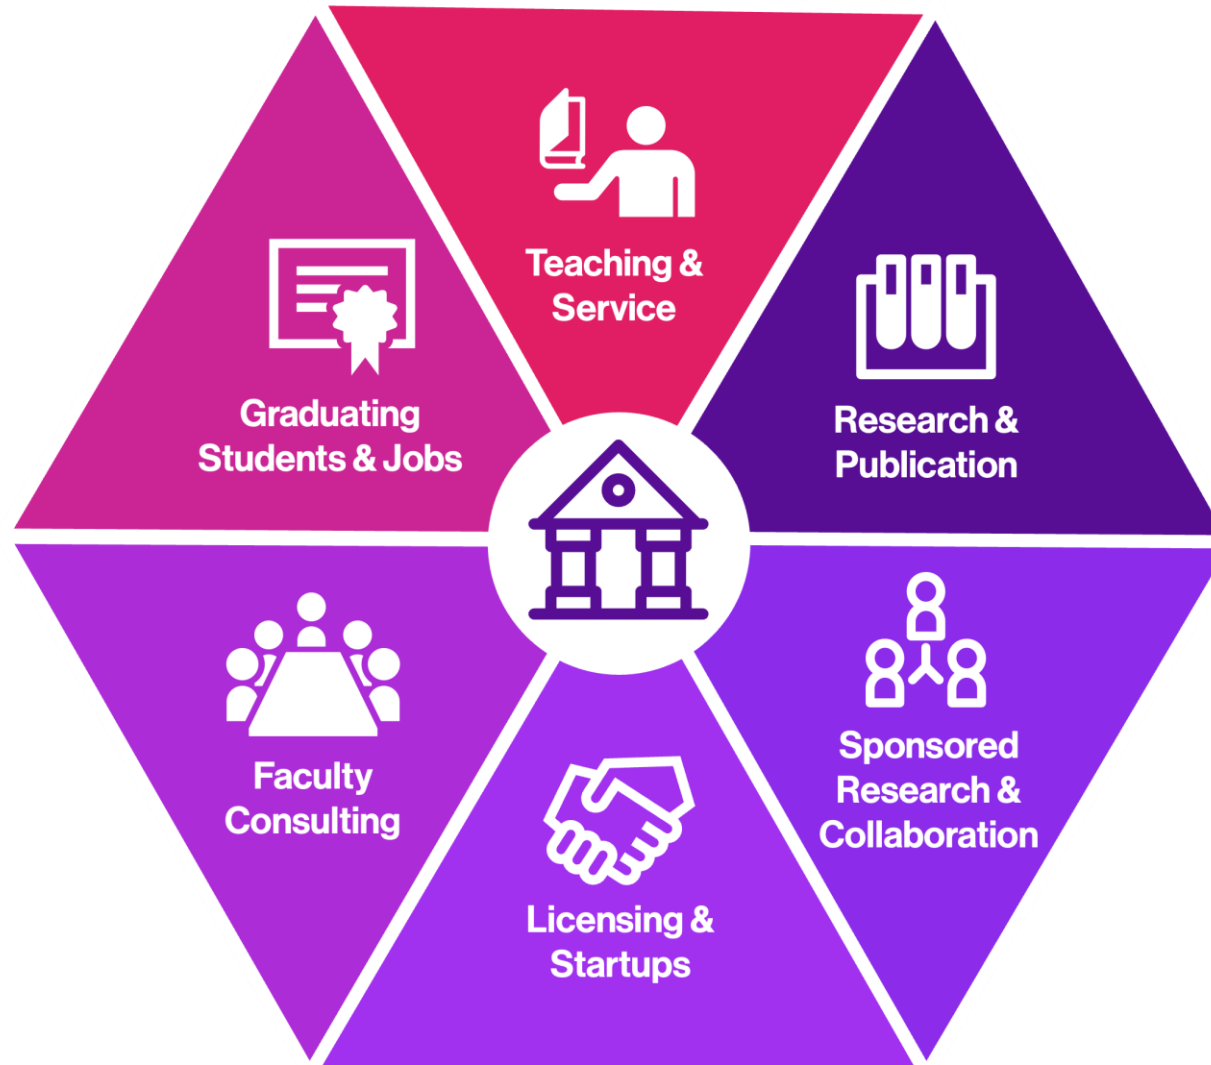 Teaching &
Service
Research &
Publication
Sponsored
Research &
Collaboration
Licensing &
Startups
Faculty
Consulting
Graduating
Students & Jobs